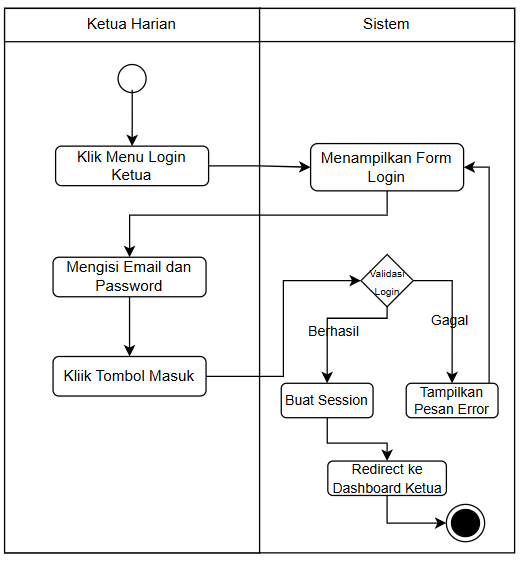 Ketua Harian
Sistem
Klik Menu Login
Ketua
Menampilkan Form
Login
Mengisi Email dan
Password
Validasi
Login
Berhasil
Gagal
Kliik Tombol Masuk
Buat Session
Tampilkan
Pesan Error
Redirect ke
Dashboard Ketua